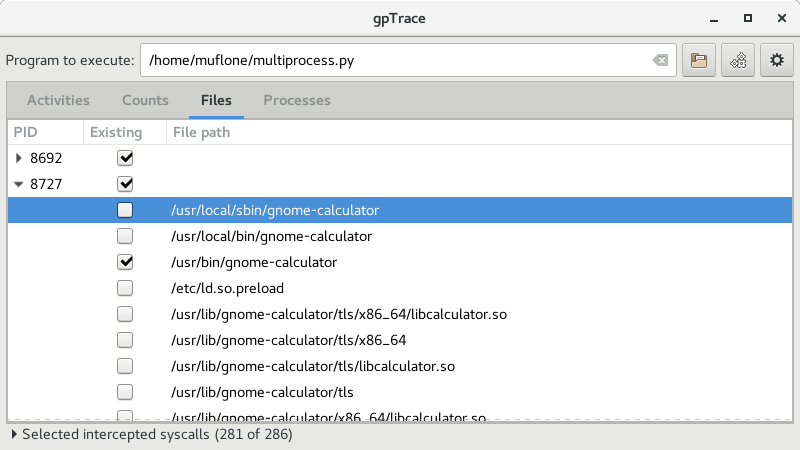 gpTrace
Program to execute: /home/muflone/multiprocess.py
Activities Counts Files Processes
PID Existing File path
8692
8727
/usr/local/sbin/gnome-calculator
/usr/local/bin/gnome-calculator
/usr/bin/gnome-calculator
/etc/ld.so.preload
/usr/lib/gnome-calculator/tls/x86_64/libcalculator.so
/usr/lib/gnome-calculator/tls/x86_64
/usr/lib/gnome-calculator/tls/libcalculator.so
/usr/lib/gnome-calculator/tls
/usr/lib/gnome-calculator/x86_64/libcalculator.so
Selected intercepted syscalls (281 of 286)